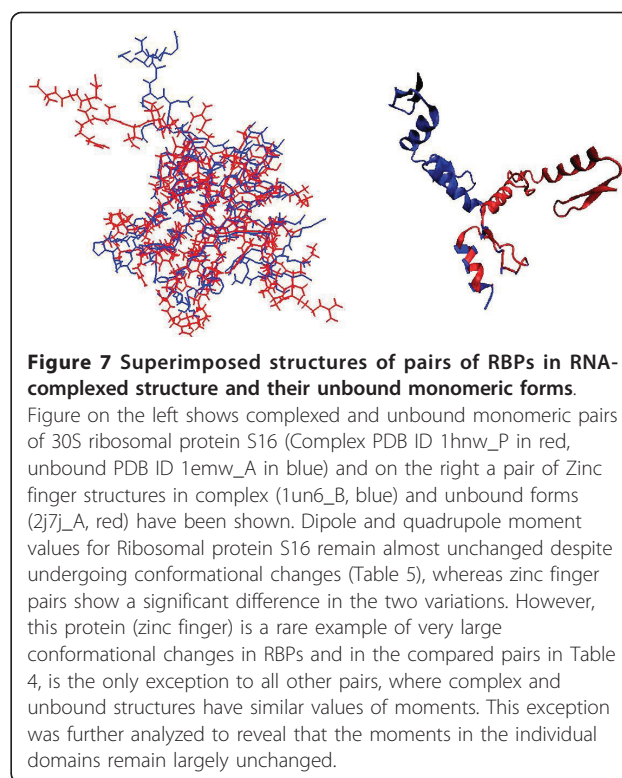 Figure 7 Superimposed structures of pairs of RBPs in RNA-
complexed structure and their unbound monomeric forms.
Figure on the left shows complexed and unbound monomeric pairs
of 30S ribosomal protein S16 (Complex PDB ID 1hnw_P in red,
unbound PDB ID 1emw_A in blue) and on the right a pair of Zinc
finger structures in complex (1un6_B, blue) and unbound forms
(2j7j_A, red) have been shown. Dipole and quadrupole moment
values for Ribosomal protein S16 remain almost unchanged despite
undergoing conformational changes (Table 5), whereas zinc finger
pairs show a significant difference in the two variations. However,
this protein (zinc finger) is a rare example of very large
conformational changes in RBPs and in the compared pairs in Table
4, is the only exception to all other pairs, where complex and
unbound structures have similar values of moments. This exception
was further analyzed to reveal that the moments in the individual
domains remain largely unchanged.